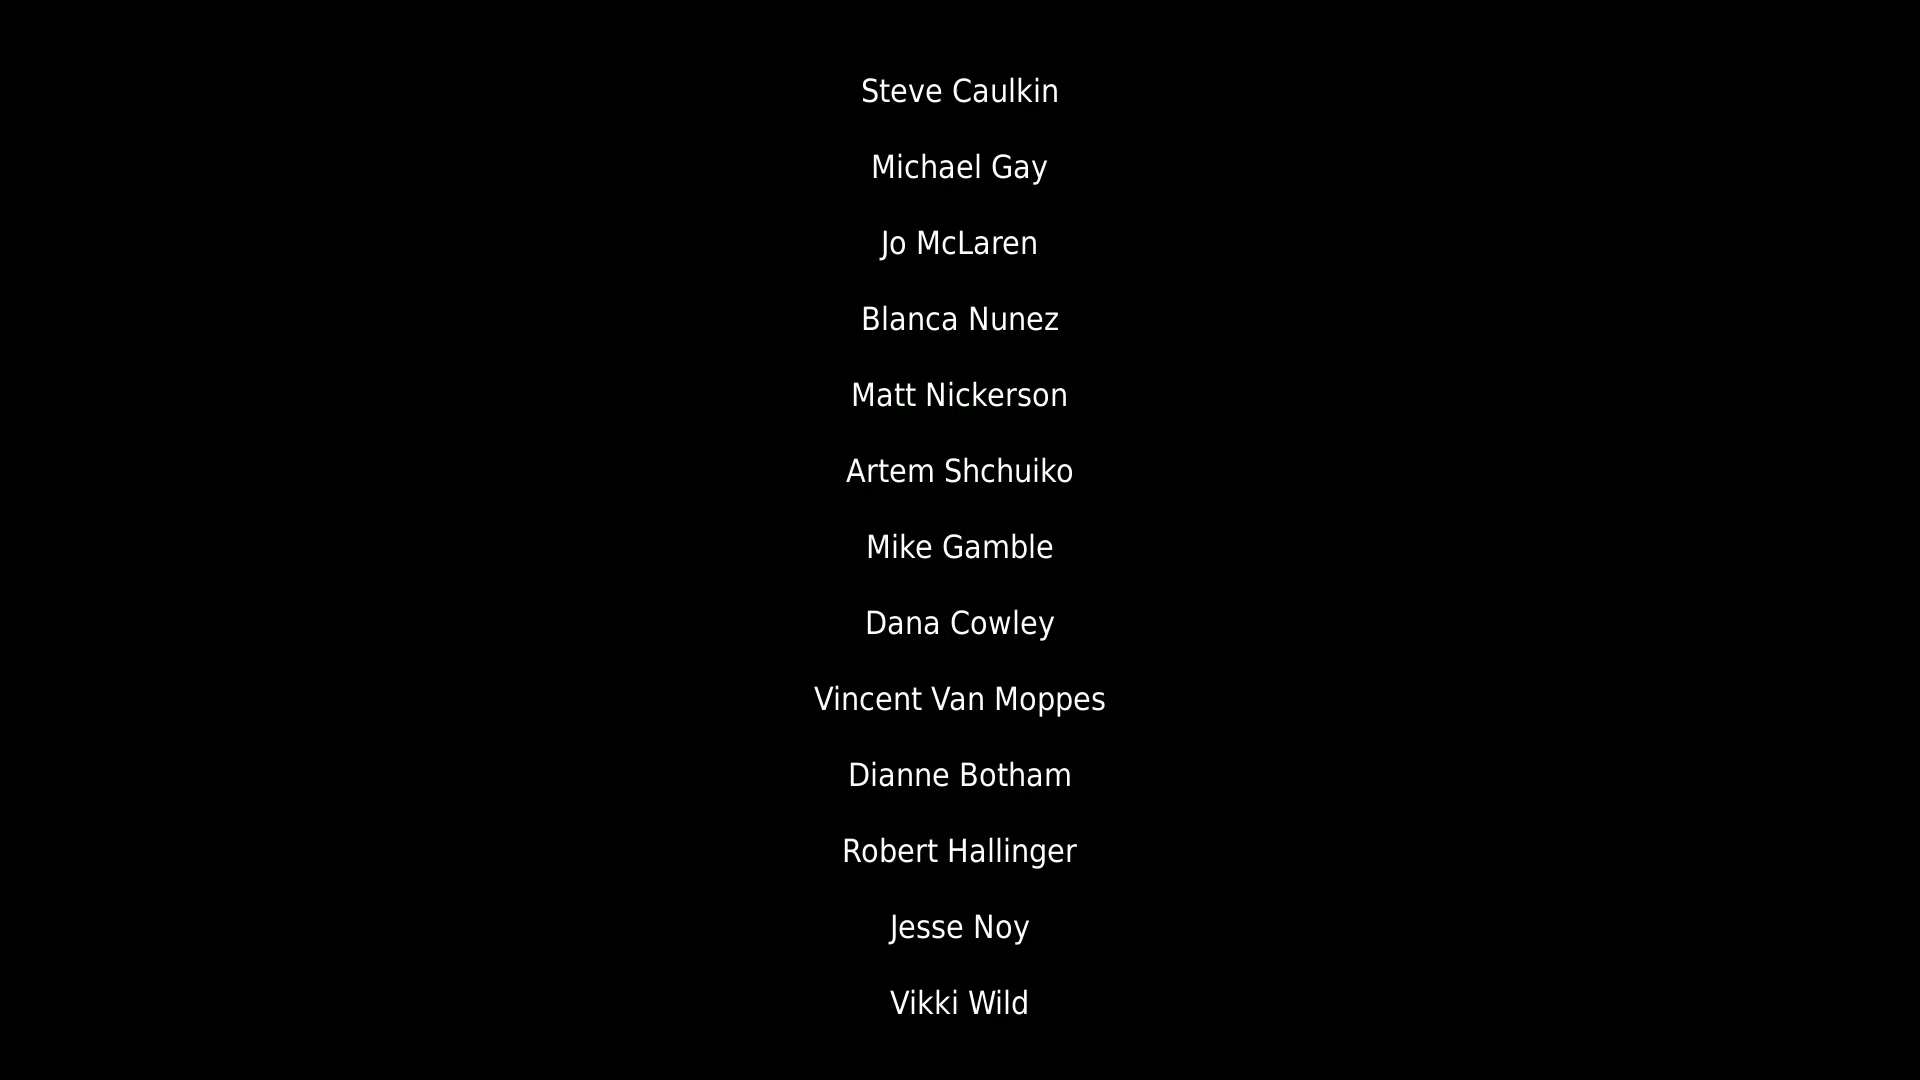 Steve Caulkin
Michael Gay
Jo McLaren
Blanca Nunez
Matt Nickerson
Artem Shchuiko
Mike Gamble
Dana Cowley
Vincent Van Moppes
Dianne Botham
Robert Hallinger
Jesse Noy
Vikki Wild